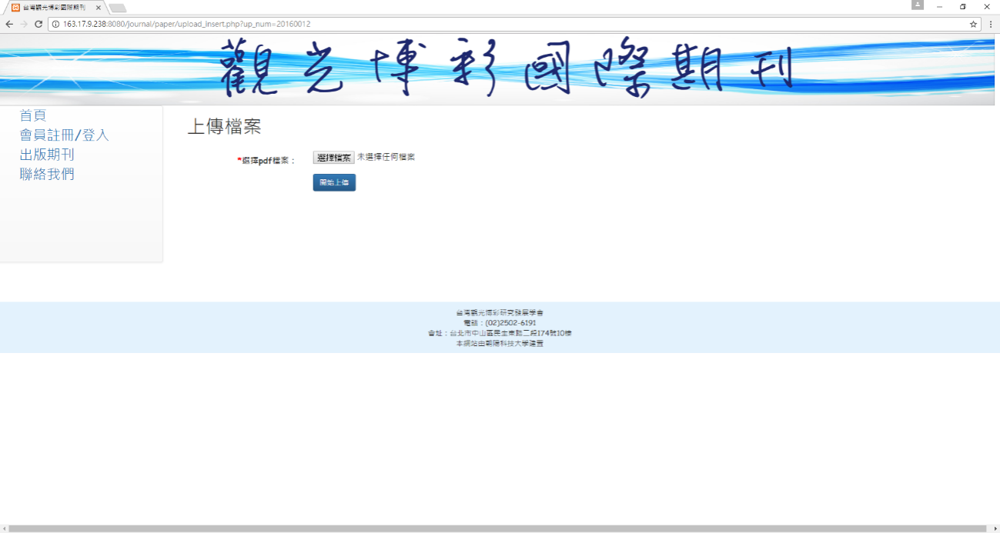 台灣觀光博彩國際期刊
163.17.9.238:8080/journal/paper/upload_insert.php?up_num=20160012
觀光博彩國際期刊
首頁
會員註冊/登入
出版期刊
聯絡我們
上傳檔案
*選擇pdf檔案：
選擇檔案 未選擇任何檔案
開始上傳
台灣觀光博彩研究發展學會
電話：(02)2502-6191
會址：台北市中山區民生東路二段174號10樓
本網站由朝陽科技大學建置